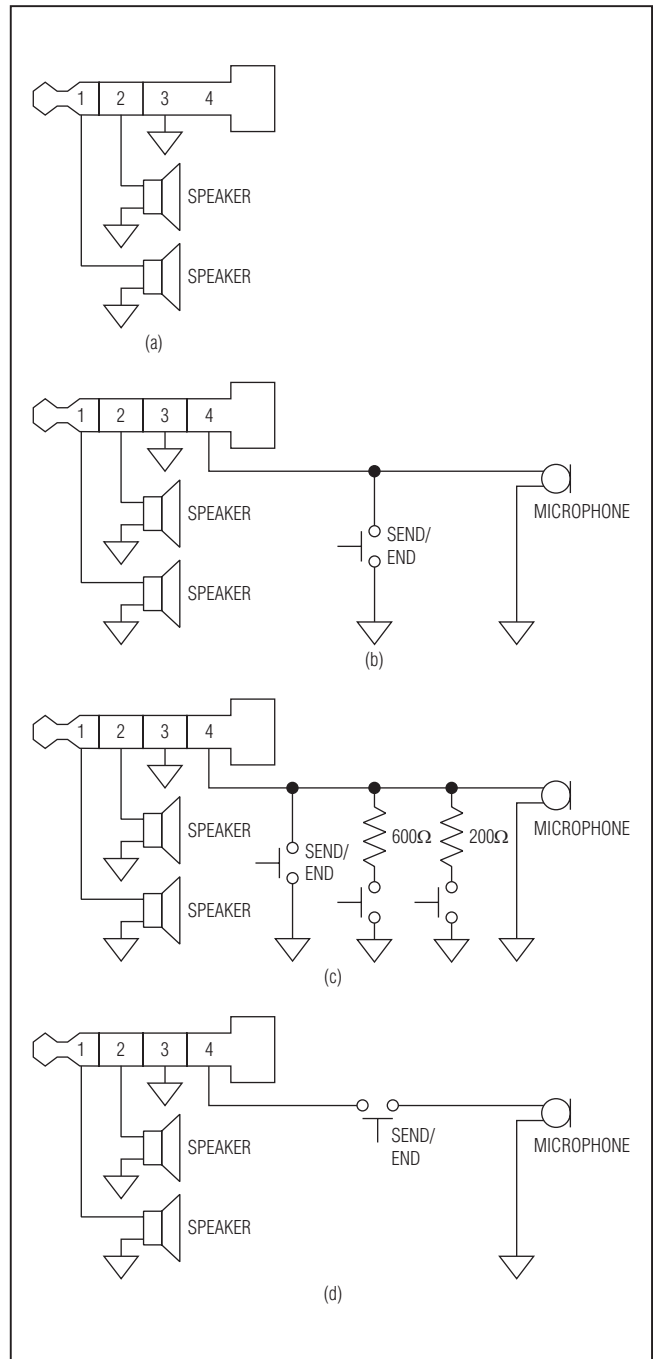 1 2 3 4
SPEAKER
SPEAKER
(a)
1 2 3 4
SPEAKER
SPEAKER
SEND/
END
MICROPHONE
(b)
1 2 3 4
SPEAKER
SPEAKER
SEND/
END
600Ω
200Ω
MICROPHONE
(c)
1 2 3 4
SPEAKER
SPEAKER
SEND/
END
MICROPHONE
(d)